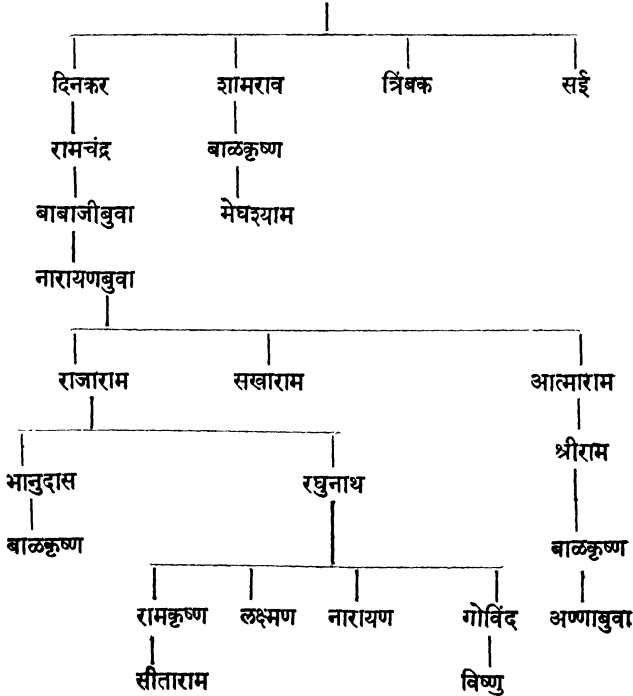 दिनकर शामराव त्रिंबक सई
रामचंद्र बाळकृष्ण
बाबाजीबुवा मेघश्याम
नारायणबुवा
राजाराम सखाराम आत्माराम
श्रीराम
भानुदास रघुनाथ
बाळकृष्ण बाळकृष्ण
रामकृष्ण लक्ष्मण नारायण गोविंद अण्णाबुवा
सीताराम विष्णु